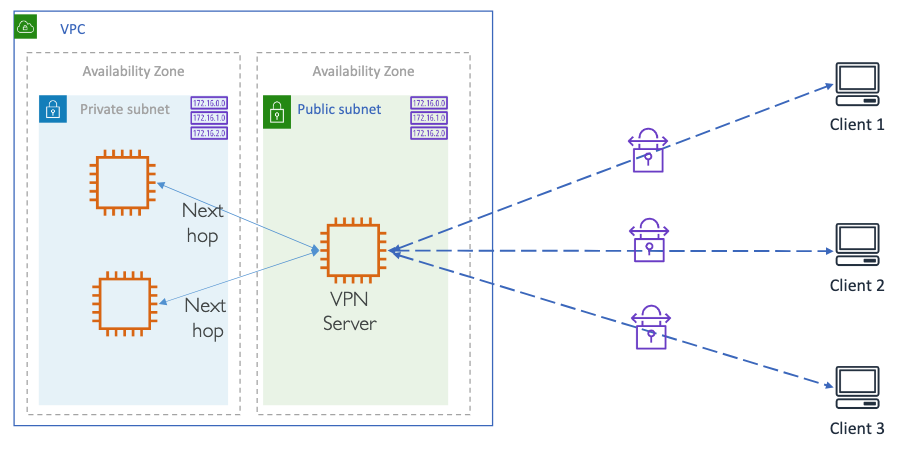 VPC
Availability Zone
Availability Zone
Private subnet
172.16.0.0
172.16.1.0
172.16.2.0
Public subnet
172.16.0.0
172.16.1.0
172.16.2.0
Next
hop
Next
hop
VPN
Server
Client 1
Client 2
Client 3